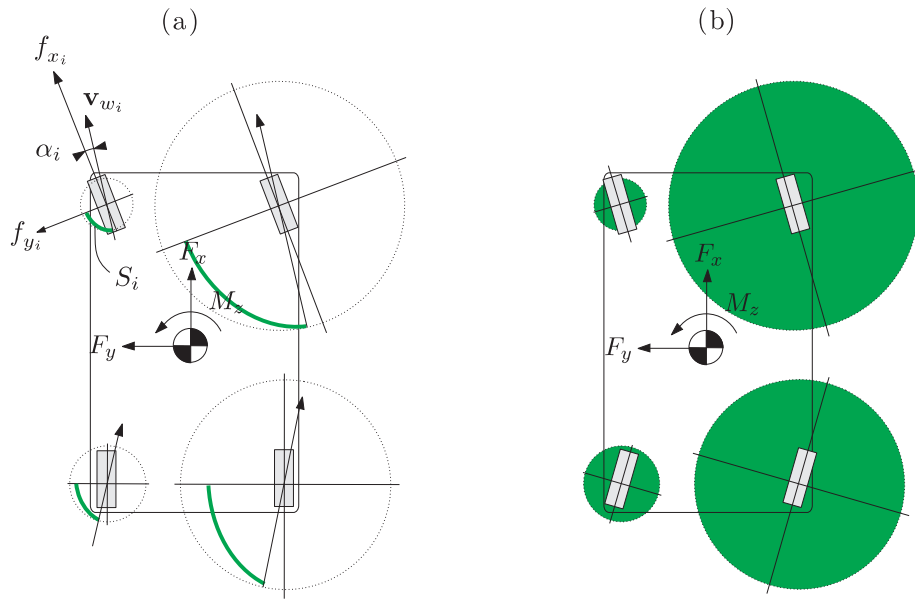 (a)
(b)
f_{x_i}
v_{w_i}
α_i
f_{y_i}
S_i
F_x
M_z
F_y
F_x
M_z
F_y